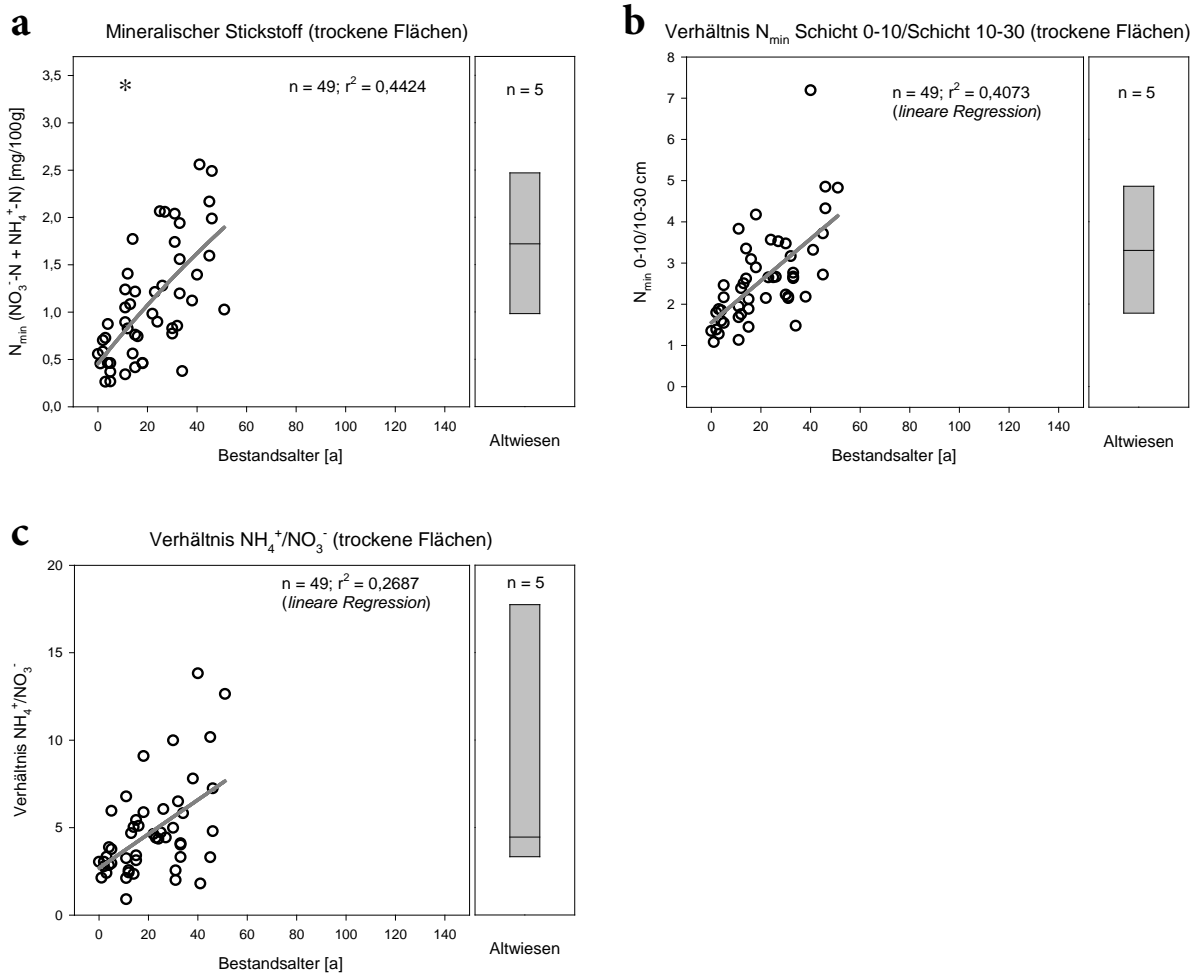 a
Mineralischer Stickstoff (trockene Flächen)
N_min (NO₃⁻-N + NH₄⁺-N) [mg/100g]
3,5
3,0
2,5
2,0
1,5
1,0
0,5
0,0
*
n = 49; r² = 0,4424
n = 5
0 20 40 60 80 100 120 140
Bestandsalter [a]
Altwiesen
b
Verhältnis N_min Schicht 0-10/Schicht 10-30 (trockene Flächen)
N_min 0-10/10-30 cm
8
7
6
5
4
3
2
1
0
n = 49; r² = 0,4073
(lineare Regression)
n = 5
0 20 40 60 80 100 120 140
Bestandsalter [a]
Altwiesen
c
Verhältnis NH₄⁺/NO₃⁻ (trockene Flächen)
Verhältnis NH₄⁺/NO₃⁻
20
15
10
5
0
n = 49; r² = 0,2687
(lineare Regression)
n = 5
0 20 40 60 80 100 120 140
Bestandsalter [a]
Altwiesen